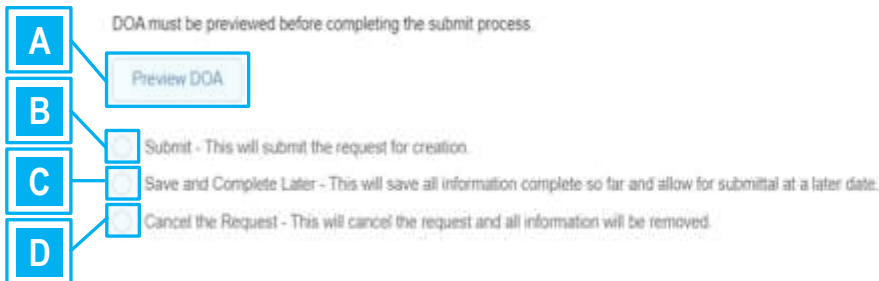 DOA must be previewed before completing the submit process.
A
Preview DOA
B
Submit - This will submit the request for creation.
C
Save and Complete Later - This will save all information complete so far and allow for submittal at a later date.
Cancel the Request - This will cancel the request and all information will be removed.
D